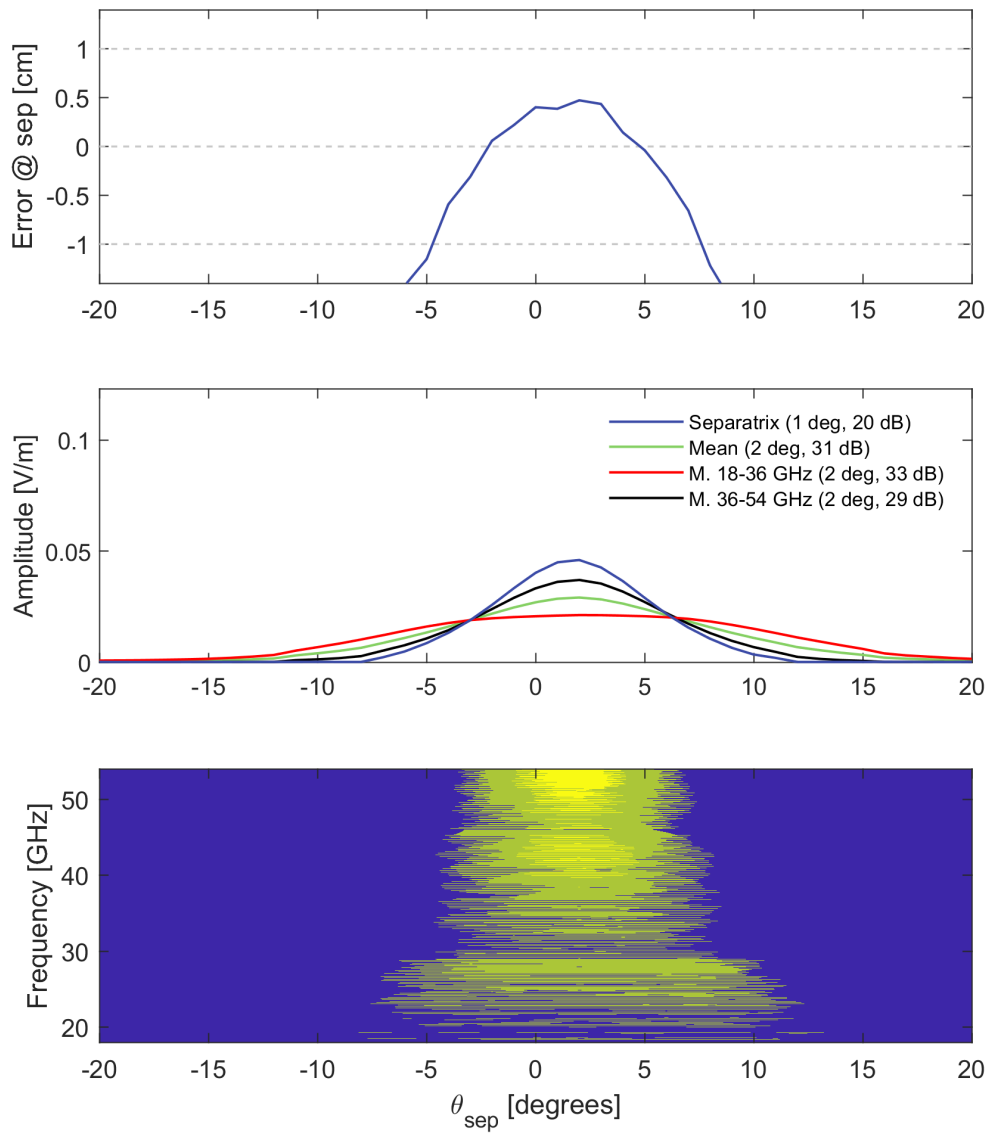 Error @ sep [cm]
1
0.5
0
-0.5
-1
-20 -15 -10 -5 0 5 10 15 20
Amplitude [V/m]
0.1
0.05
0
Separatrix (1 deg, 20 dB)
Mean (2 deg, 31 dB)
M. 18-36 GHz (2 deg, 33 dB)
M. 36-54 GHz (2 deg, 29 dB)
-20 -15 -10 -5 0 5 10 15 20
Frequency [GHz]
50
40
30
20
-20 -15 -10 -5 0 5 10 15 20
θsep [degrees]